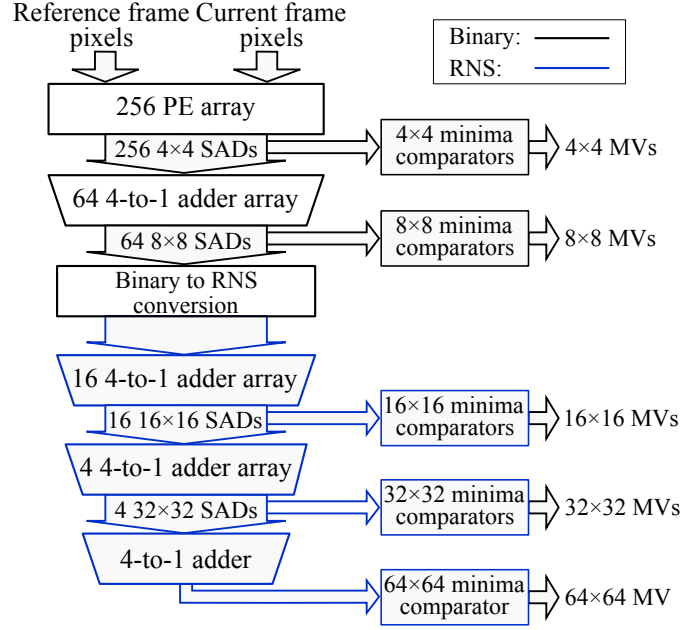 Reference frame Current frame
pixels pixels
Binary:
RNS:
256 PE array
256 4×4 SADs
4×4 minima
comparators
4×4 MVs
64 4-to-1 adder array
64 8×8 SADs
8×8 minima
comparators
8×8 MVs
Binary to RNS
conversion
16 4-to-1 adder array
16 16×16 SADs
16×16 minima
comparators
16×16 MVs
4 4-to-1 adder array
4 32×32 SADs
32×32 minima
comparators
32×32 MVs
4-to-1 adder
64×64 minima
comparator
64×64 MV